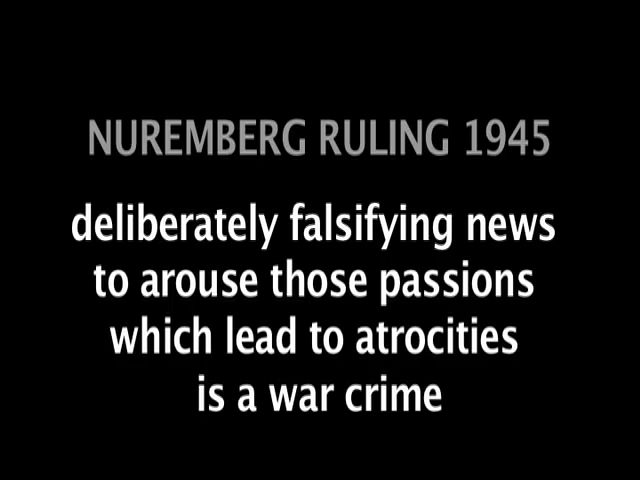 NUREMBERG RULING 1945
deliberately falsifying news
to arouse those passions
which lead to atrocities
is a war crime